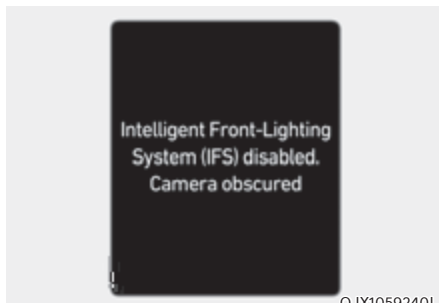 Intelligent Front-Lighting
System (IFS) disabled.
Camera obscured